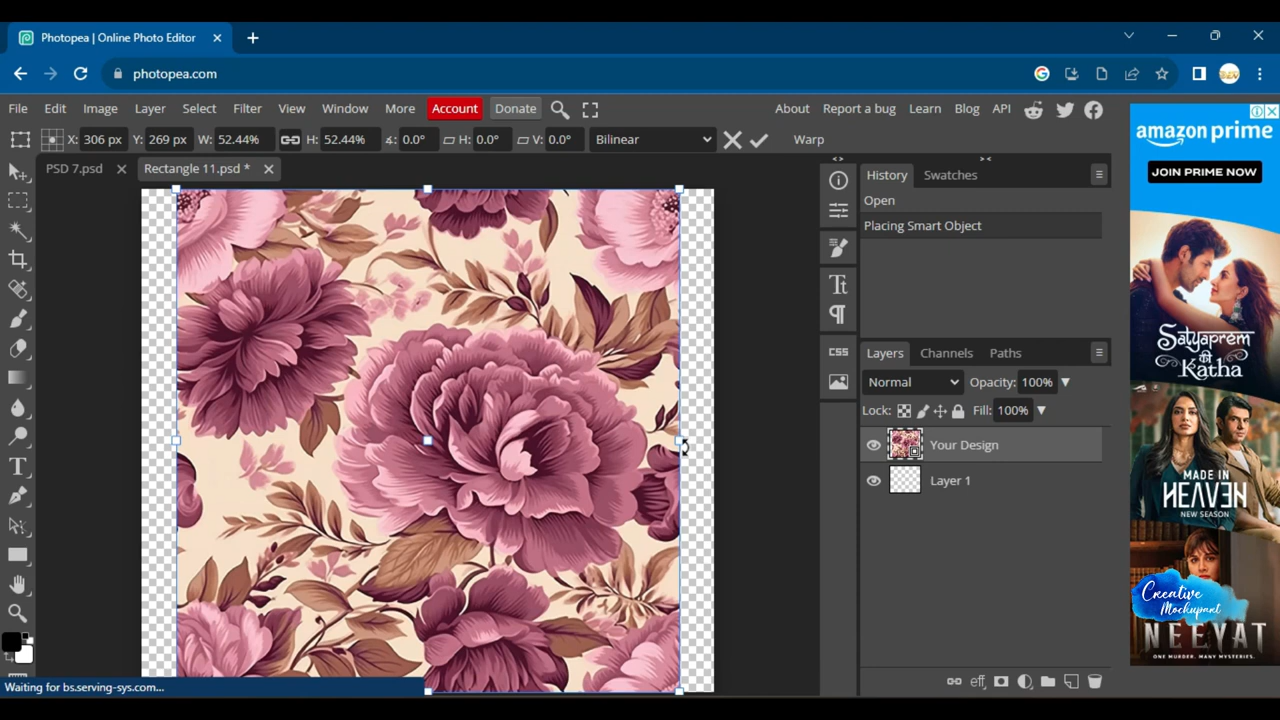 Photopea | Online Photo Editor
photopea.com
File Edit Image Layer Select Filter View Window More Account Donate About Report a bug Learn Blog API
X: 306 px Y: 269 px W: 52.44% H: 52.44% ∡: 0.0° H: 0.0° V: 0.0° Bilinear Warp
PSD 7.psd Rectangle 11.psd *
History Swatches
Open
Placing Smart Object
CSS
Layers Channels Paths
Normal Opacity: 100%
Lock: Fill: 100%
Your Design
Layer 1
eff
Waiting for bs.serving-sys.com...
amazon prime
JOIN PRIME NOW
Satyaprem
की
Katha
MADE IN
HEAVEN
NEW SEASON
Creative
Mockupant
NEEYAT
ONE MURDER. MANY MYSTERIES.